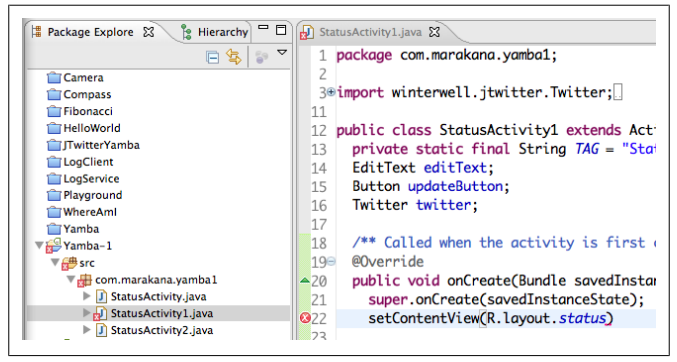 Package Explore
Hierarchy
Camera
Compass
Fibonacci
HelloWorld
JTwitterYamba
LogClient
LogService
Playground
WhereAmI
Yamba
Yamba-1
src
com.marakana.yamba1
StatusActivity.java
StatusActivity1.java
StatusActivity2.java
StatusActivity1.java
1 package com.marakana.yamba1;
2
3 import winterwell.jtwitter.Twitter;
11
12 public class StatusActivity1 extends Act
13 private static final String TAG = "Stat
14 EditText editText;
15 Button updateButton;
16 Twitter twitter;
17
18 /** Called when the activity is first c
19 @Override
20 public void onCreate(Bundle savedInstan
21 super.onCreate(savedInstanceState);
22 setContentView(R.layout.status)
23